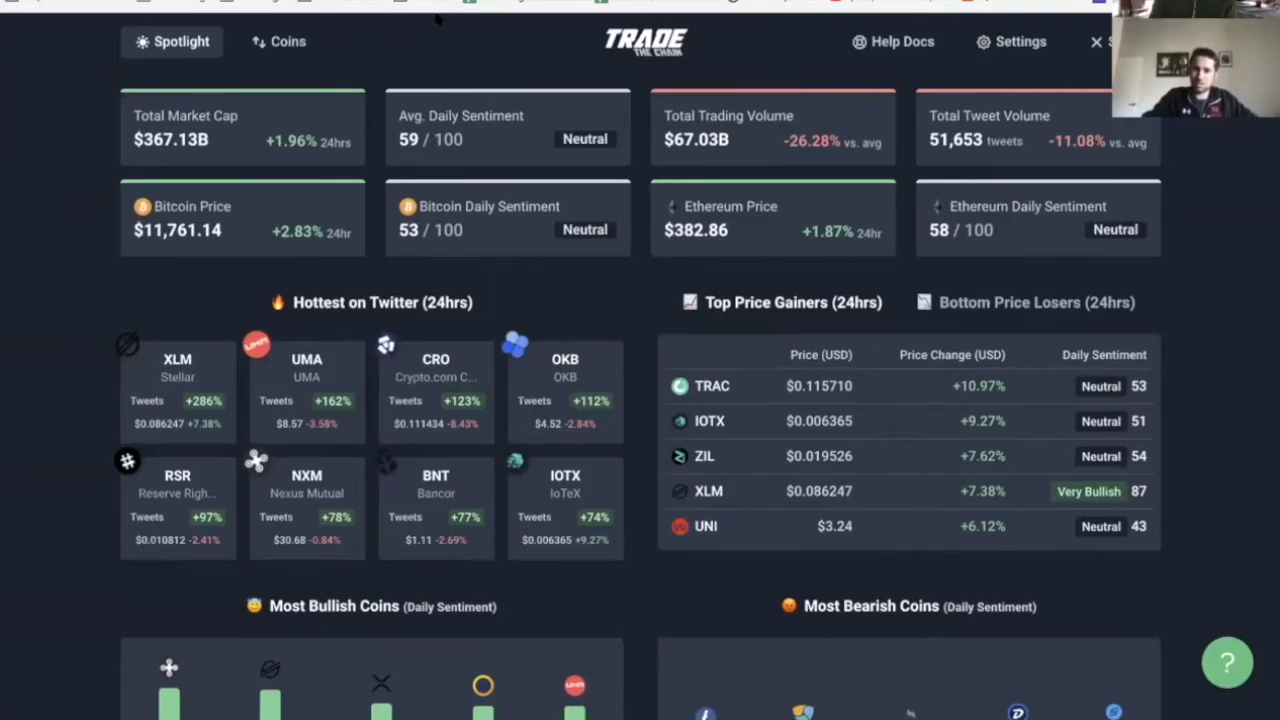 Spotlight
Coins
TRADE
THE CHAIN
Help Docs
Settings
Total Market Cap
$367.13B
+1.96% 24hrs
Avg. Daily Sentiment
59 / 100
Neutral
Total Trading Volume
$67.03B
-26.28% vs. avg
Total Tweet Volume
51,653 tweets
-11.08% vs. avg
Bitcoin Price
$11,761.14
+2.83% 24hr
Bitcoin Daily Sentiment
53 / 100
Neutral
Ethereum Price
$382.86
+1.87% 24hr
Ethereum Daily Sentiment
58 / 100
Neutral
Hottest on Twitter (24hrs)
XLM
Stellar
Tweets +286%
$0.086247 +7.38%
UMA
UMA
Tweets +162%
$8.57 -3.58%
CRO
Crypto.com C...
Tweets +123%
$0.111434 -8.43%
OKB
OKB
Tweets +112%
$4.52 -2.84%
RSR
Reserve Righ...
Tweets +97%
$0.010812 -2.41%
NXM
Nexus Mutual
Tweets +78%
$30.68 -0.84%
BNT
Bancor
Tweets +77%
$1.11 -2.69%
IOTX
IoTeX
Tweets +74%
$0.006365 +9.27%
Top Price Gainers (24hrs)
Bottom Price Losers (24hrs)
Price (USD) Price Change (USD) Daily Sentiment
TRAC $0.115710 +10.97% Neutral 53
IOTX $0.006365 +9.27% Neutral 51
ZIL $0.019526 +7.62% Neutral 54
XLM $0.086247 +7.38% Very Bullish 87
UNI $3.24 +6.12% Neutral 43
Most Bullish Coins (Daily Sentiment)
Most Bearish Coins (Daily Sentiment)
?